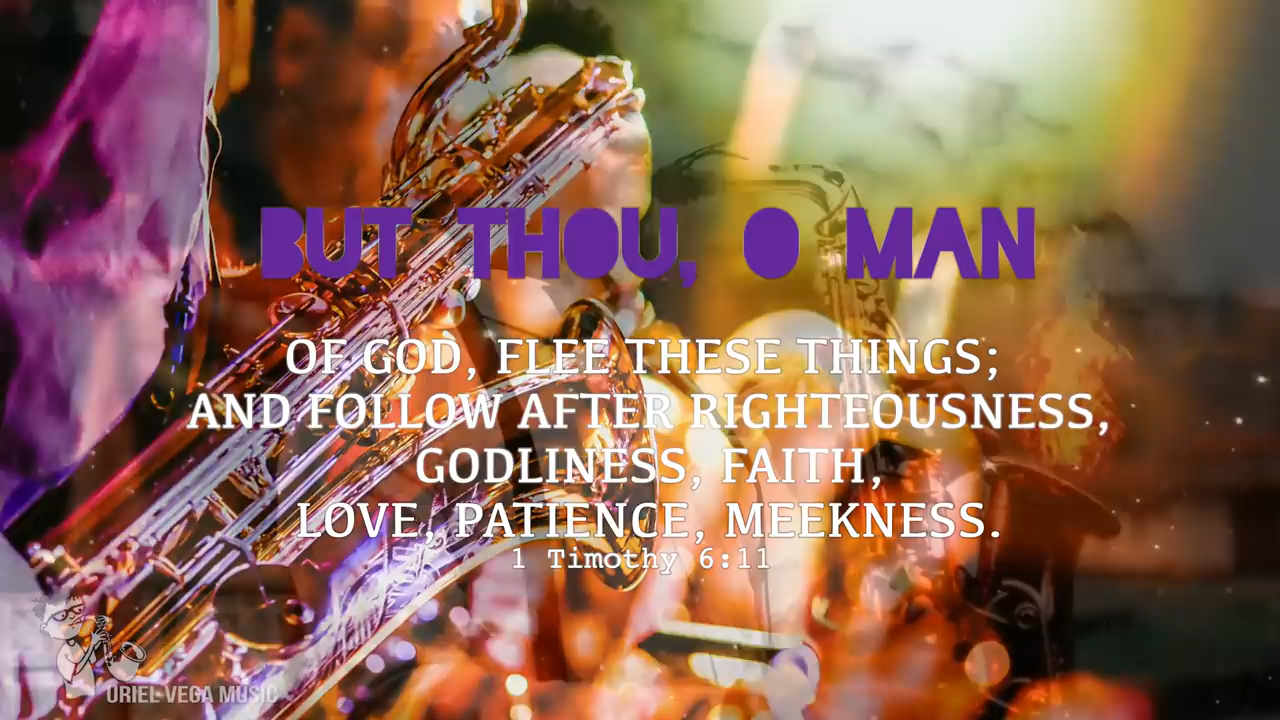 BUT THOU, O MAN
OF GOD, FLEE THESE THINGS;
AND FOLLOW AFTER RIGHTEOUSNESS,
GODLINESS, FAITH,
LOVE, PATIENCE, MEEKNESS.
1 Timothy 6:11
ORIEL VEGA MUSIC